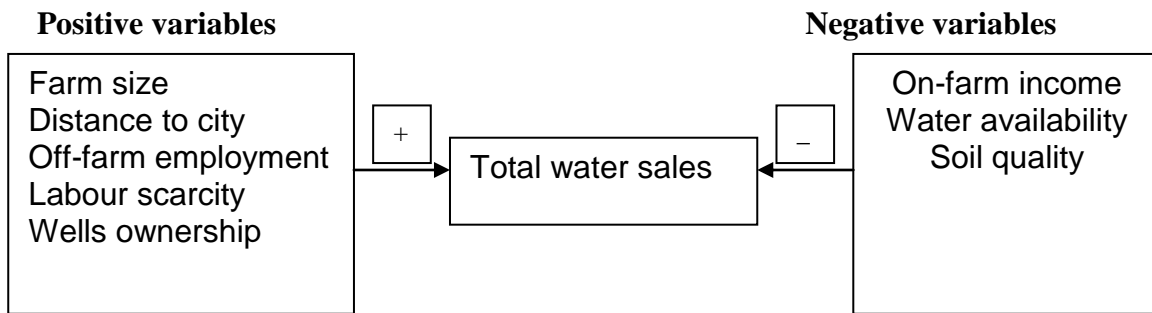 Positive variables
Negative variables
Farm size
Distance to city
Off-farm employment
Labour scarcity
Wells ownership
+
Total water sales
–
On-farm income
Water availability
Soil quality